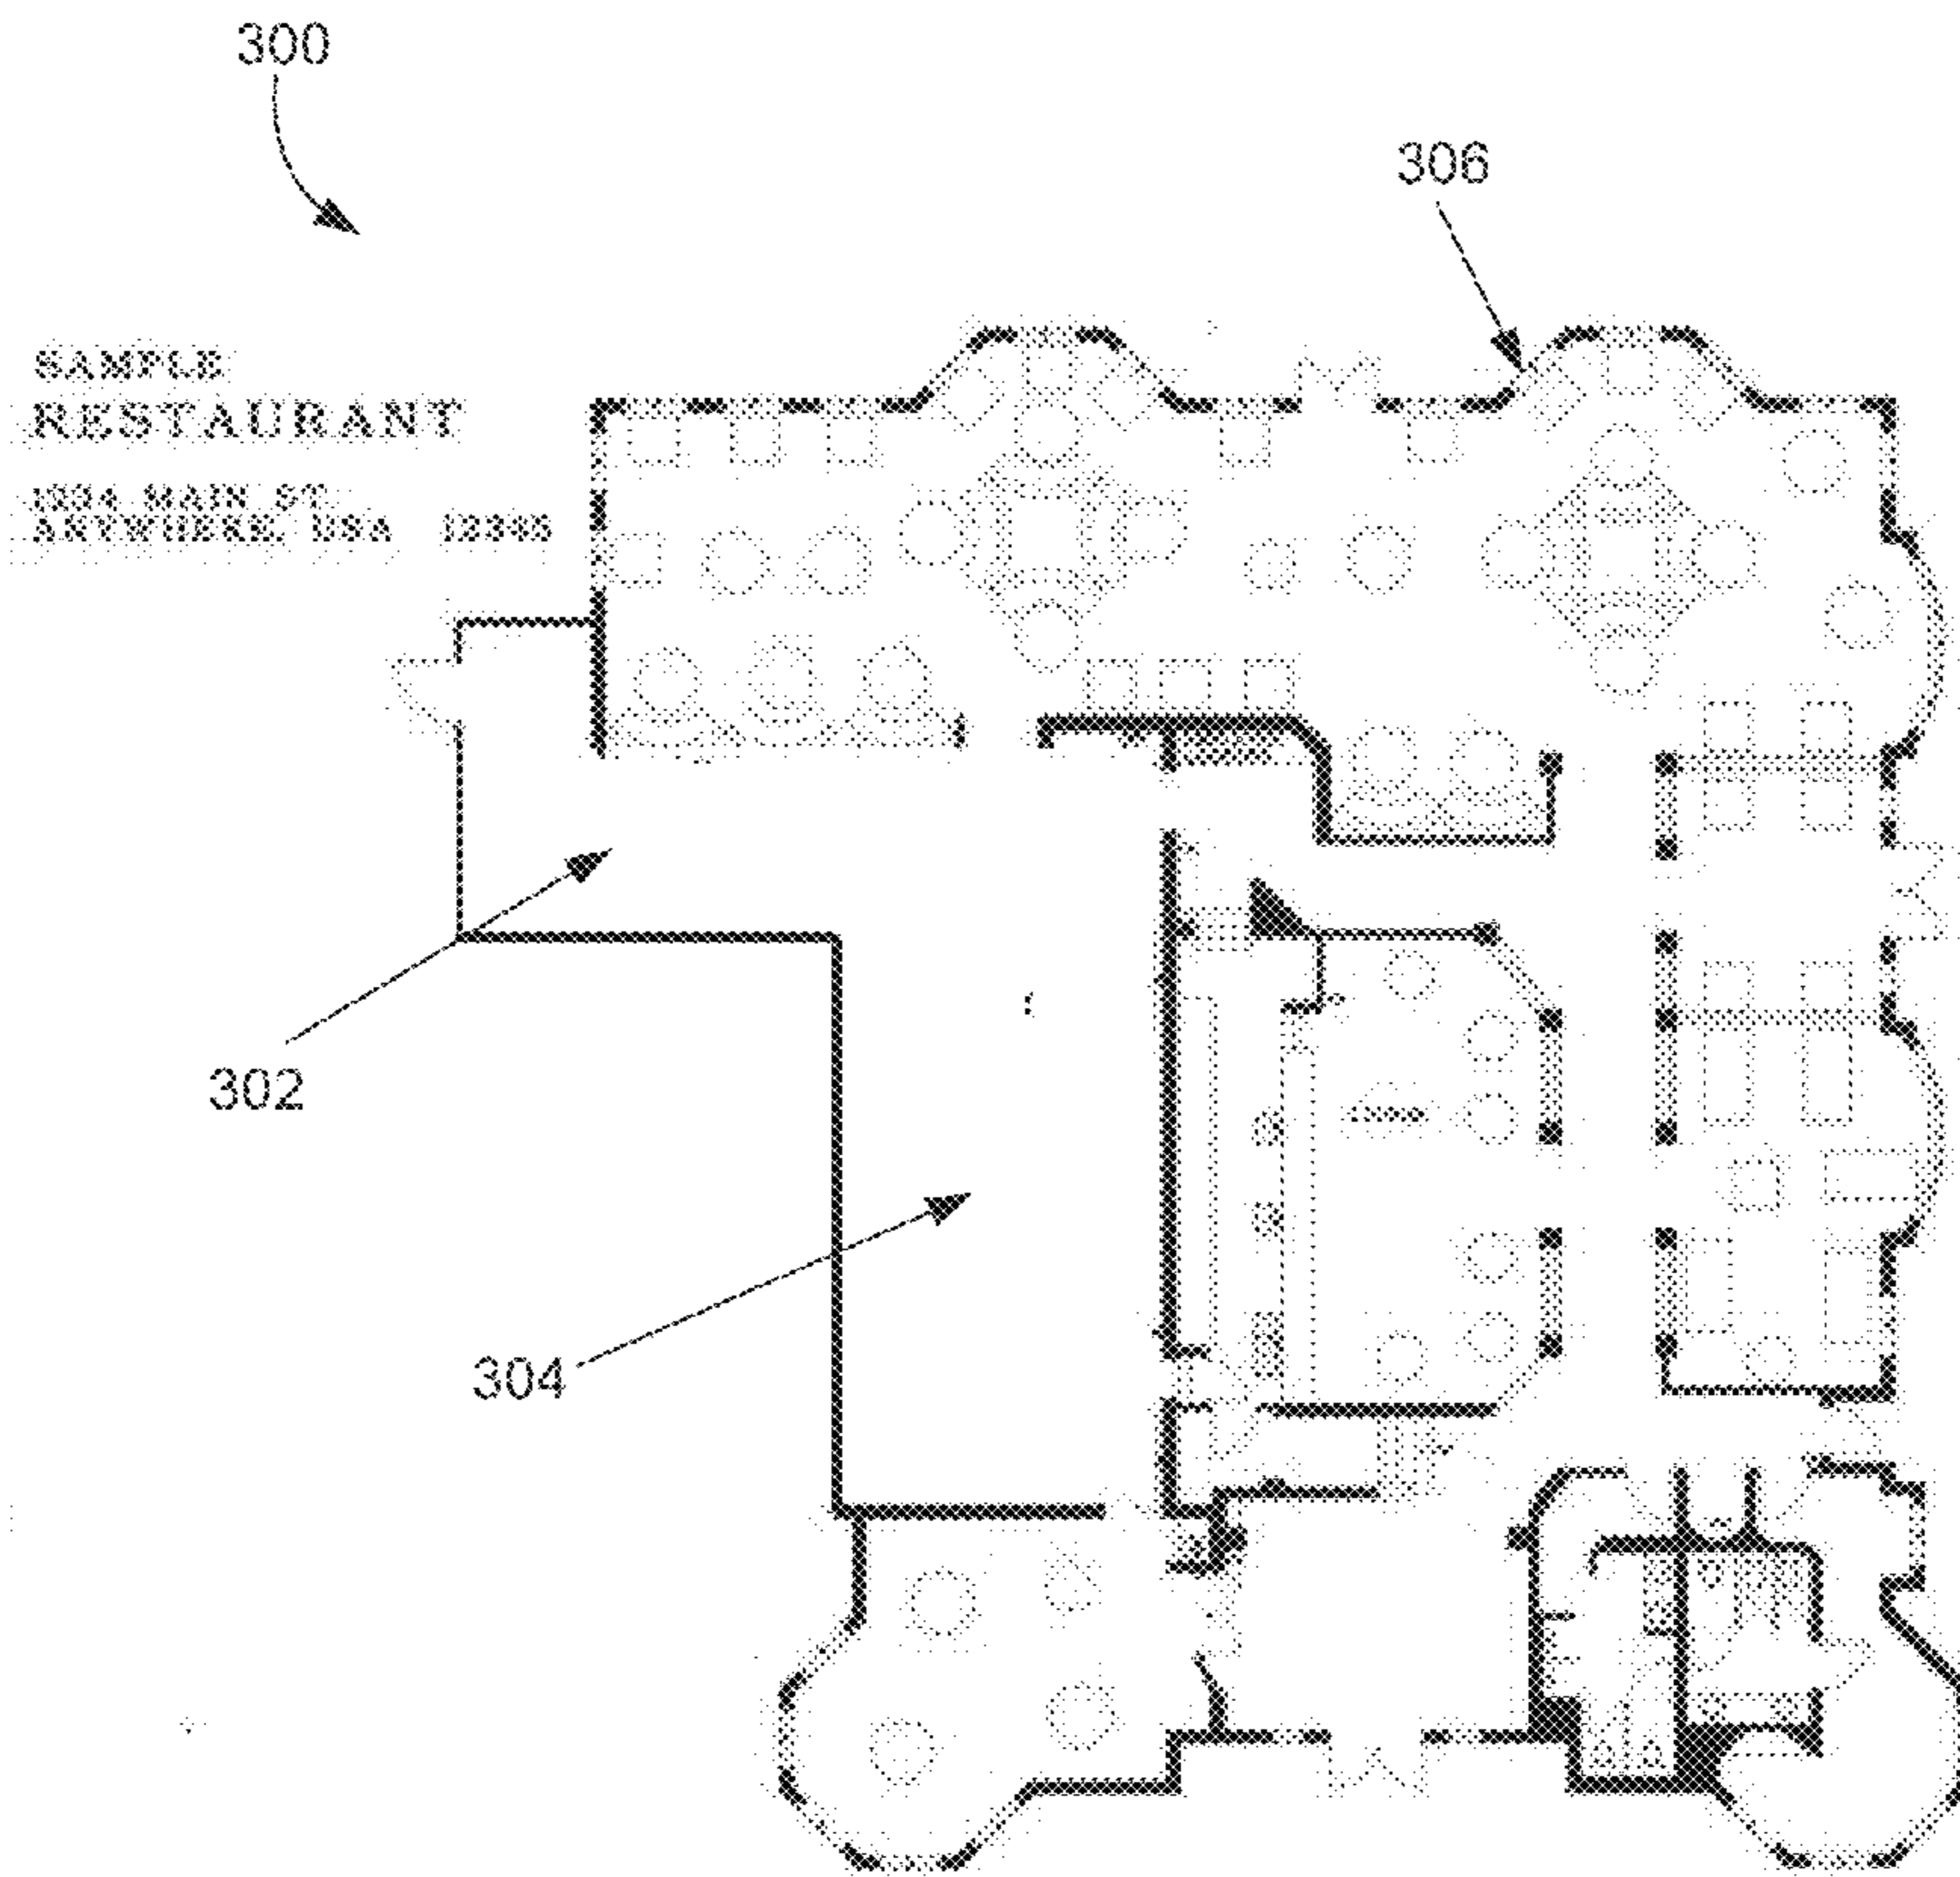 300
306
SAMPLE
RESTAURANT
1234 MAIN ST.
ANYWHERE, USA 12345
302
304